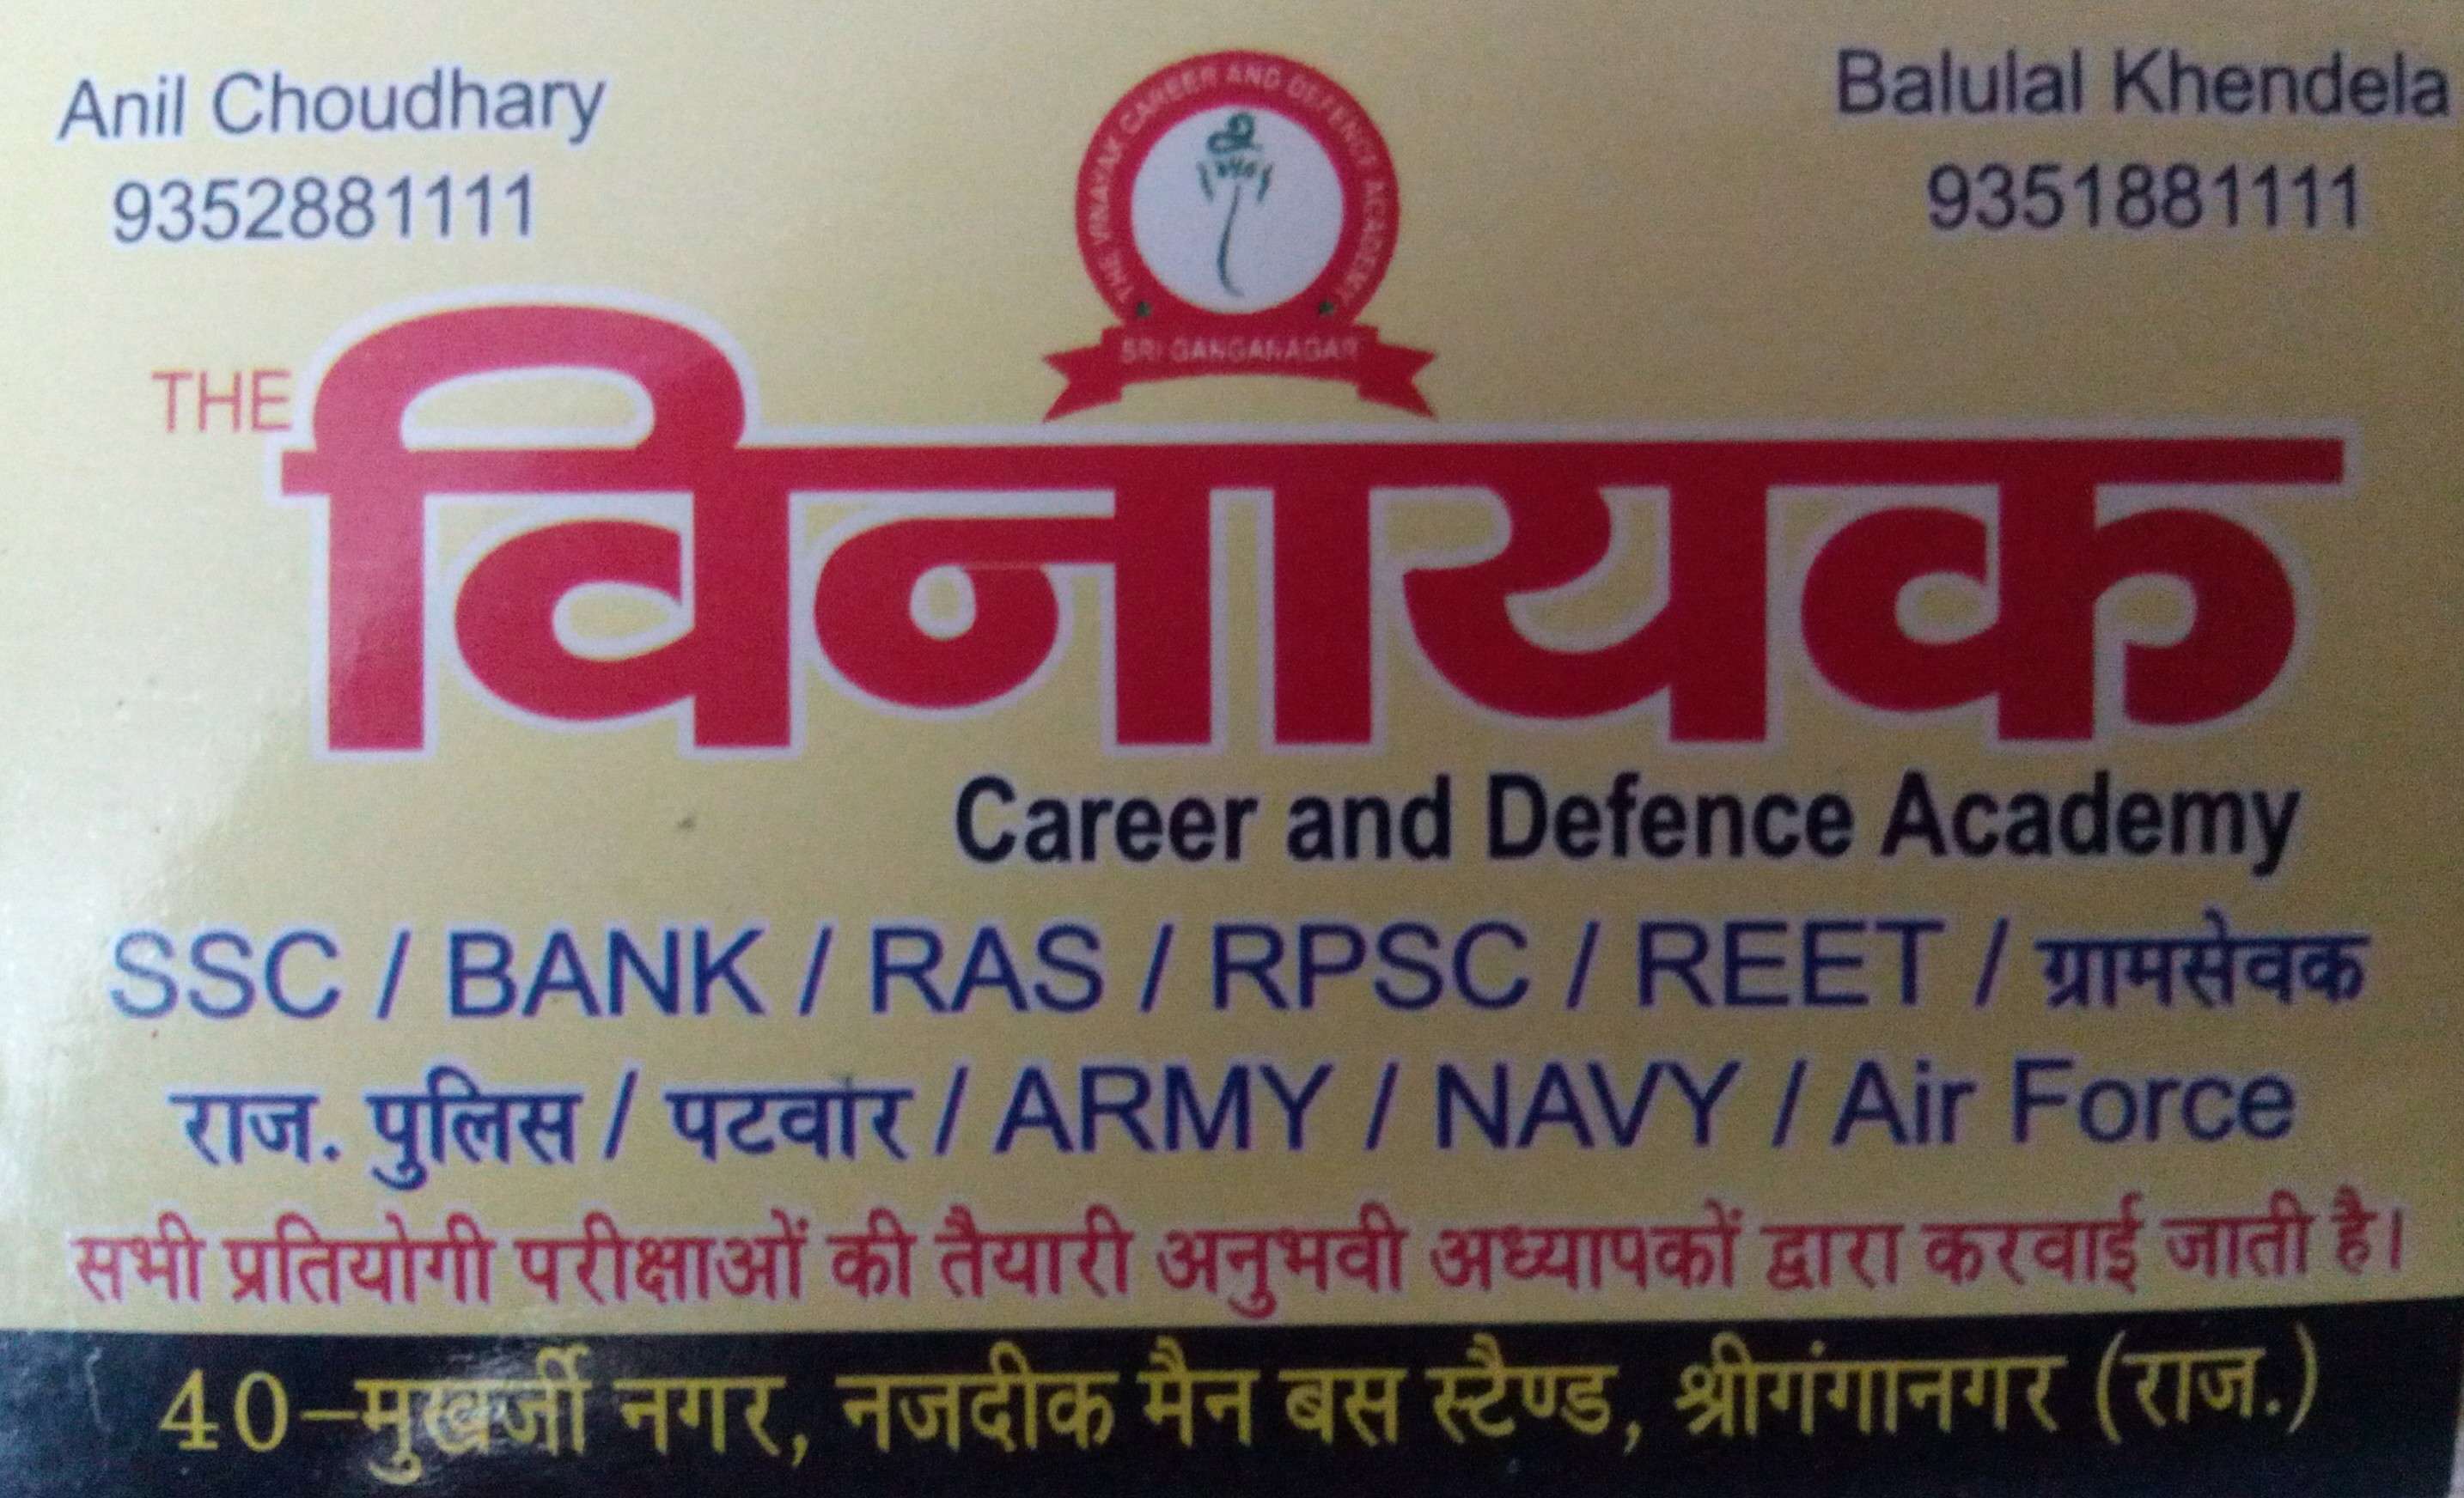 Anil Choudhary
9352881111
Balulal Khendela
9351881111
THE VINAYAK CAREER AND DEFENCE ACADEMY
SRI GANGANAGAR
THE
विनायक
Career and Defence Academy
SSC / BANK / RAS / RPSC / REET / ग्रामसेवक
राज. पुलिस / पटवार / ARMY / NAVY / Air Force
सभी प्रतियोगी परीक्षाओं की तैयारी अनुभवी अध्यापकों द्वारा करवाई जाती है।
40-मुखर्जी नगर, नजदीक मैन बस स्टैण्ड, श्रीगंगानगर (राज.)